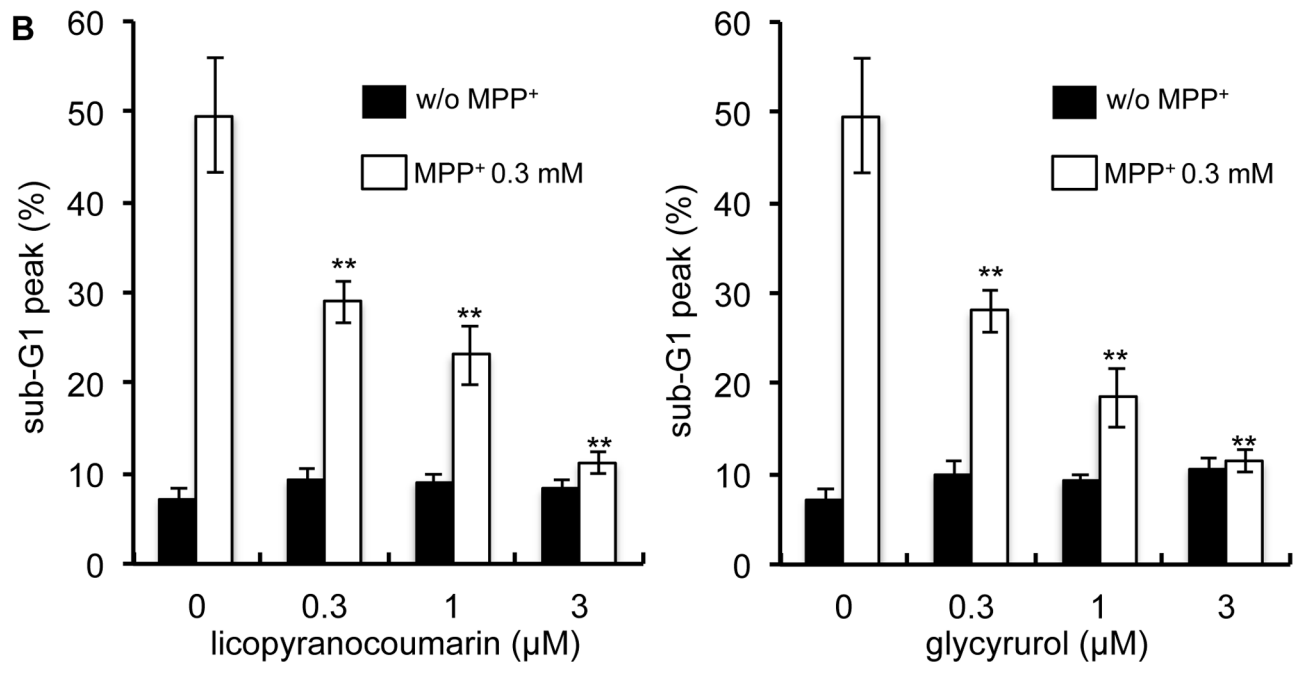 B
sub-G1 peak (%)
60
50
40
30
20
10
0
w/o MPP⁺
MPP⁺ 0.3 mM
**
**
**
0 0.3 1 3
licopyranocoumarin (μM)
sub-G1 peak (%)
60
50
40
30
20
10
0
w/o MPP⁺
MPP⁺ 0.3 mM
**
**
**
0 0.3 1 3
glycyrurol (μM)